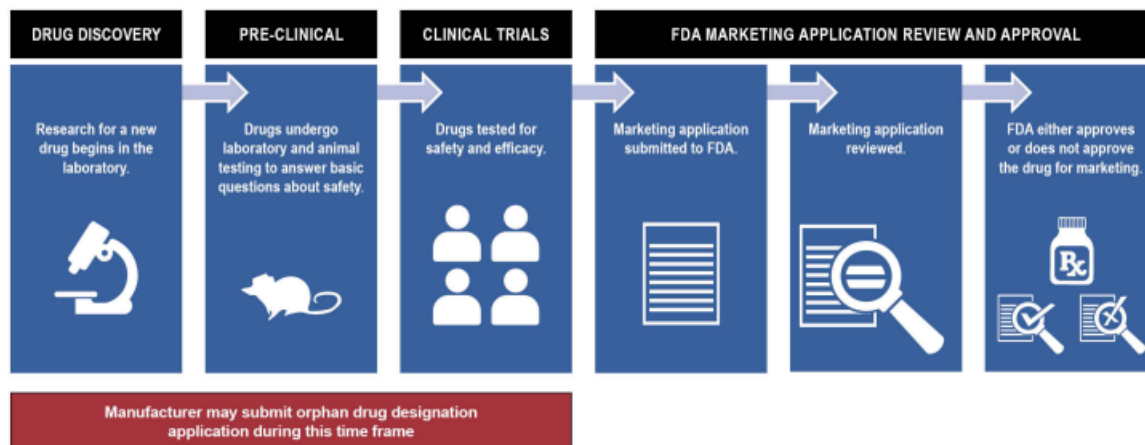 DRUG DISCOVERY
PRE-CLINICAL
CLINICAL TRIALS
FDA MARKETING APPLICATION REVIEW AND APPROVAL
Research for a new
drug begins in the
laboratory.
Drugs undergo
laboratory and animal
testing to answer basic
questions about safety.
Drugs tested for
safety and efficacy.
Marketing application
submitted to FDA.
Marketing application
reviewed.
FDA either approves
or does not approve
the drug for marketing.
Rx
Manufacturer may submit orphan drug designation
application during this time frame